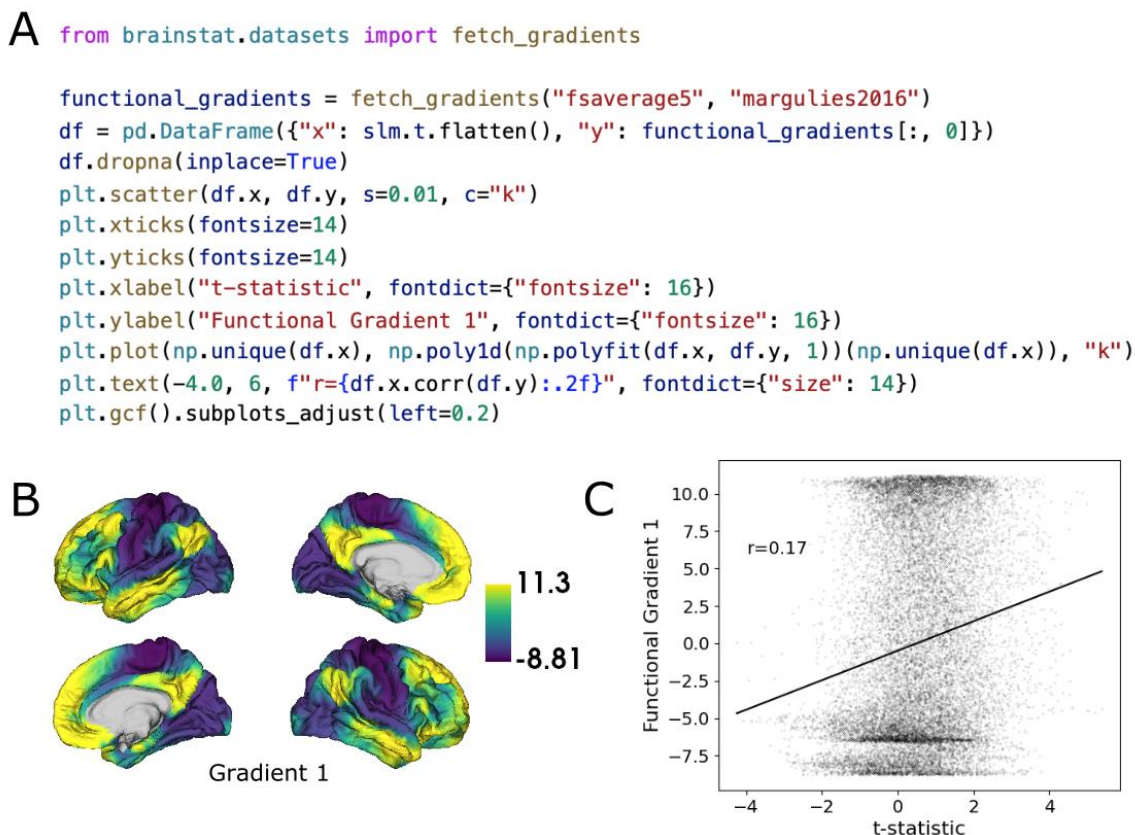 A
from brainstat.datasets import fetch_gradients
functional_gradients = fetch_gradients("fsaverage5", "margulies2016")
df = pd.DataFrame({"x": slm.t.flatten(), "y": functional_gradients[:, 0]})
df.dropna(inplace=True)
plt.scatter(df.x, df.y, s=0.01, c="k")
plt.xticks(fontsize=14)
plt.yticks(fontsize=14)
plt.xlabel("t-statistic", fontdict={"fontsize": 16})
plt.ylabel("Functional Gradient 1", fontdict={"fontsize": 16})
plt.plot(np.unique(df.x), np.poly1d(np.polyfit(df.x, df.y, 1))(np.unique(df.x)), "k")
plt.text(-4.0, 6, f"r={df.x.corr(df.y):.2f}", fontdict={"size": 14})
plt.gcf().subplots_adjust(left=0.2)
B
11.3
-8.81
Gradient 1
C
Functional Gradient 1
10.0
7.5
5.0
2.5
0.0
−2.5
−5.0
−7.5
r=0.17
−4 −2 0 2 4
t-statistic